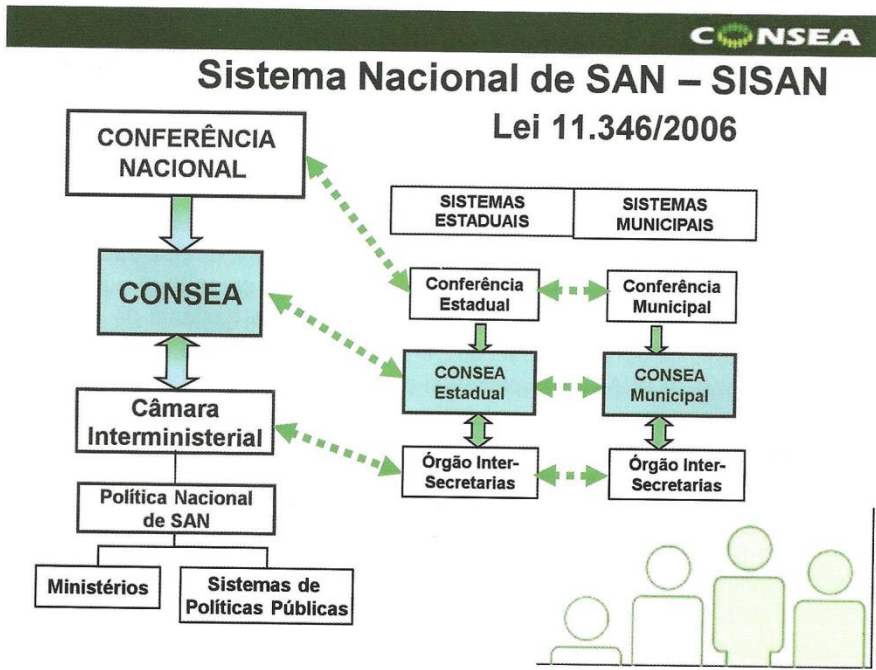 CONSEA
Sistema Nacional de SAN – SISAN
Lei 11.346/2006
CONFERÊNCIA
NACIONAL
CONSEA
Câmara
Interministerial
Política Nacional
de SAN
Ministérios
Sistemas de
Políticas Públicas
SISTEMAS
ESTADUAIS
SISTEMAS
MUNICIPAIS
Conferência
Estadual
Conferência
Municipal
CONSEA
Estadual
CONSEA
Municipal
Órgão Inter-
Secretarias
Órgão Inter-
Secretarias